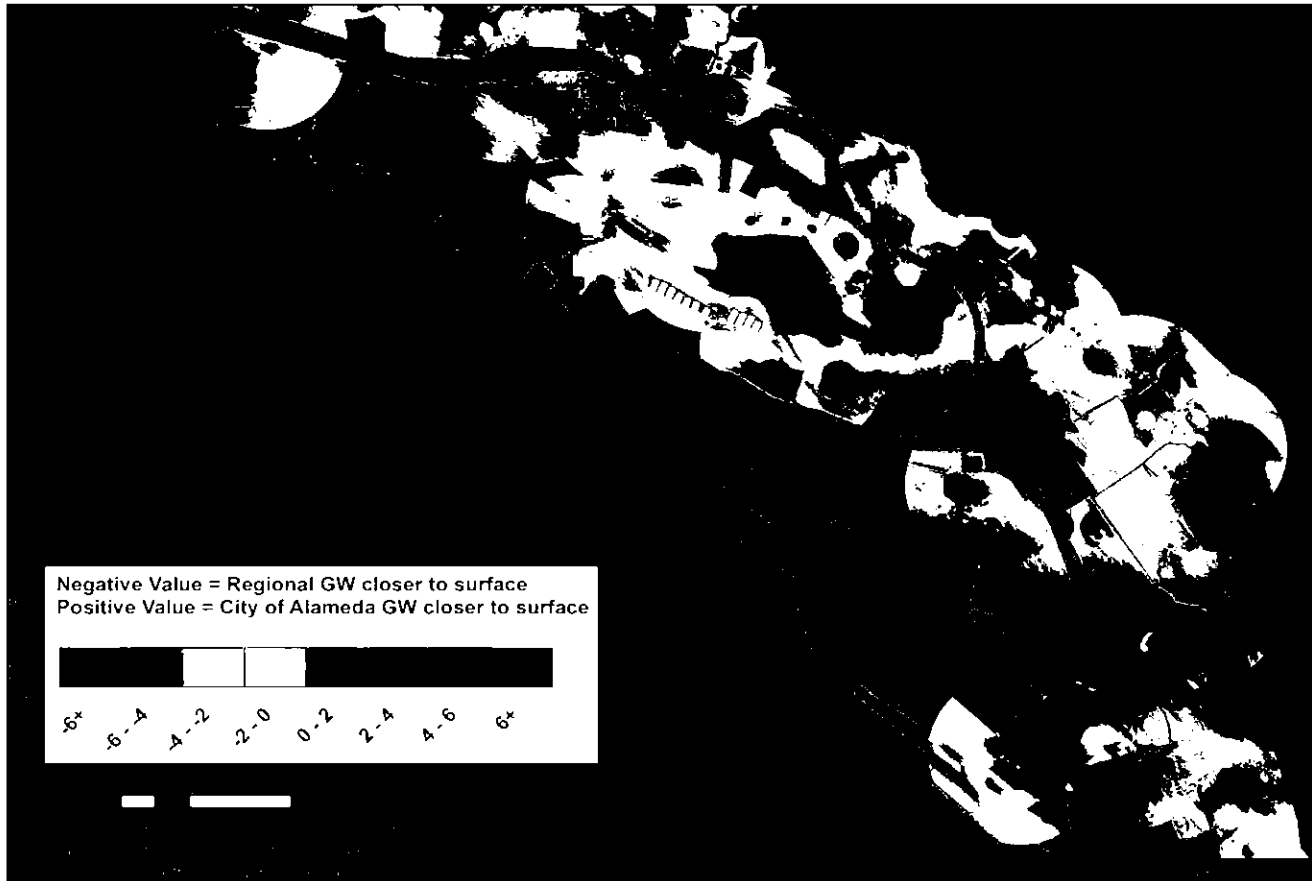 Negative Value = Regional GW closer to surface
Positive Value = City of Alameda GW closer to surface
-6+ -6 - -4 -4 - -2 -2 - 0 0 - 2 2 - 4 4 - 6 6+